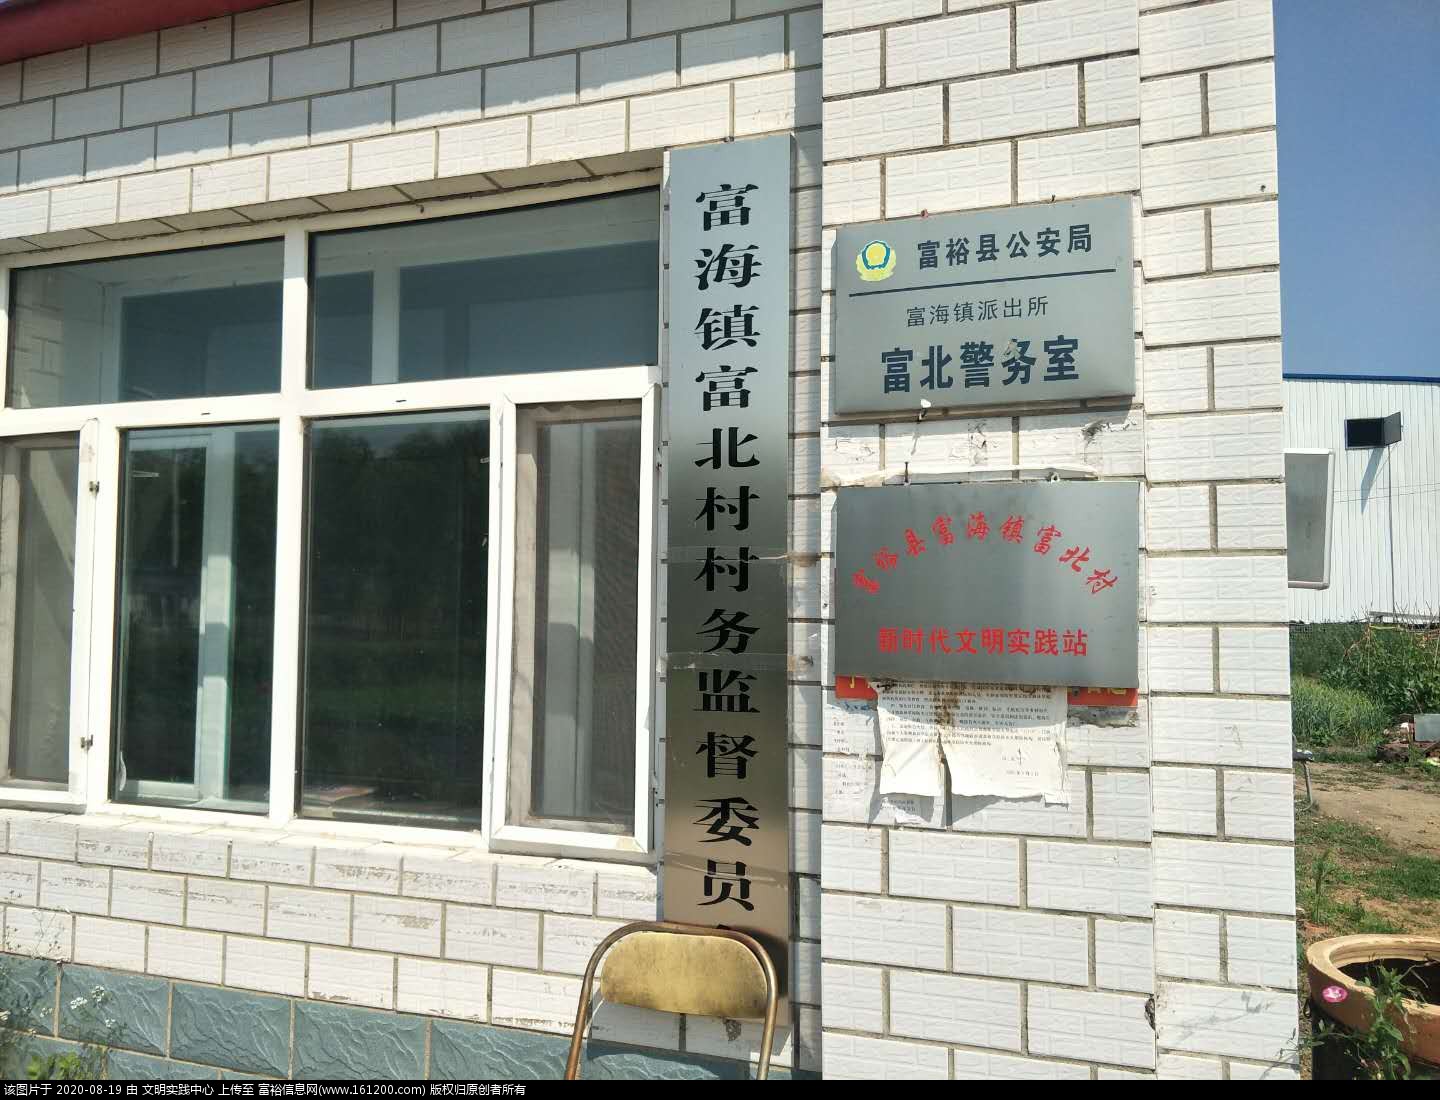 富海镇富北村村务监督委员
富裕县公安局
富海镇派出所
富北警务室
富裕县富海镇富北村
新时代文明实践站
该图片于 2020-08-19 由 文明实践中心 上传至 富裕信息网(www.161200.com) 版权归原创者所有